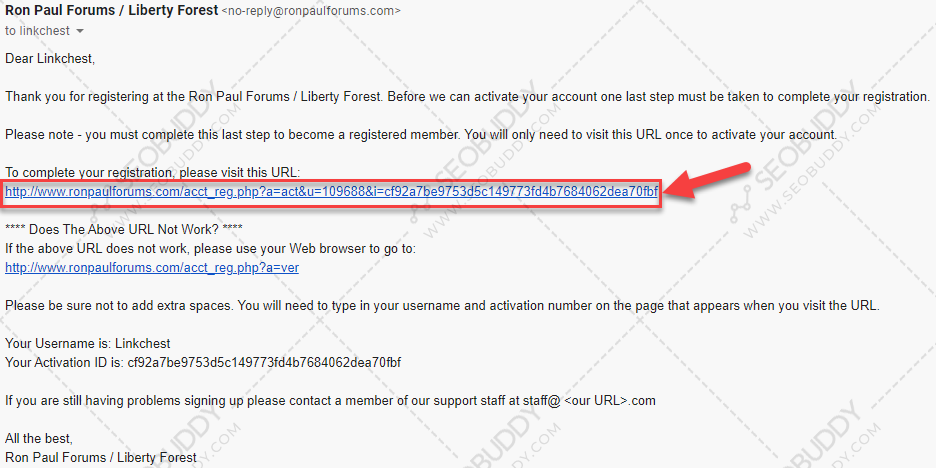 Ron Paul Forums / Liberty Forest <no-reply@ronpaulforums.com>
to linkchest
Dear Linkchest,
Thank you for registering at the Ron Paul Forums / Liberty Forest. Before we can activate your account one last step must be taken to complete your registration.
Please note - you must complete this last step to become a registered member. You will only need to visit this URL once to activate your account.
To complete your registration, please visit this URL:
http://www.ronpaulforums.com/acct_reg.php?a=act&u=109688&i=cf92a7be9753d5c149773fd4b7684062dea70fbf
**** Does The Above URL Not Work? ****
If the above URL does not work, please use your Web browser to go to:
http://www.ronpaulforums.com/acct_reg.php?a=ver
Please be sure not to add extra spaces. You will need to type in your username and activation number on the page that appears when you visit the URL.
Your Username is: Linkchest
Your Activation ID is: cf92a7be9753d5c149773fd4b7684062dea70fbf
If you are still having problems signing up please contact a member of our support staff at staff@ <our URL>.com
All the best,
Ron Paul Forums / Liberty Forest
SEOBUDDY
WWW.SEOBUDDY.COM